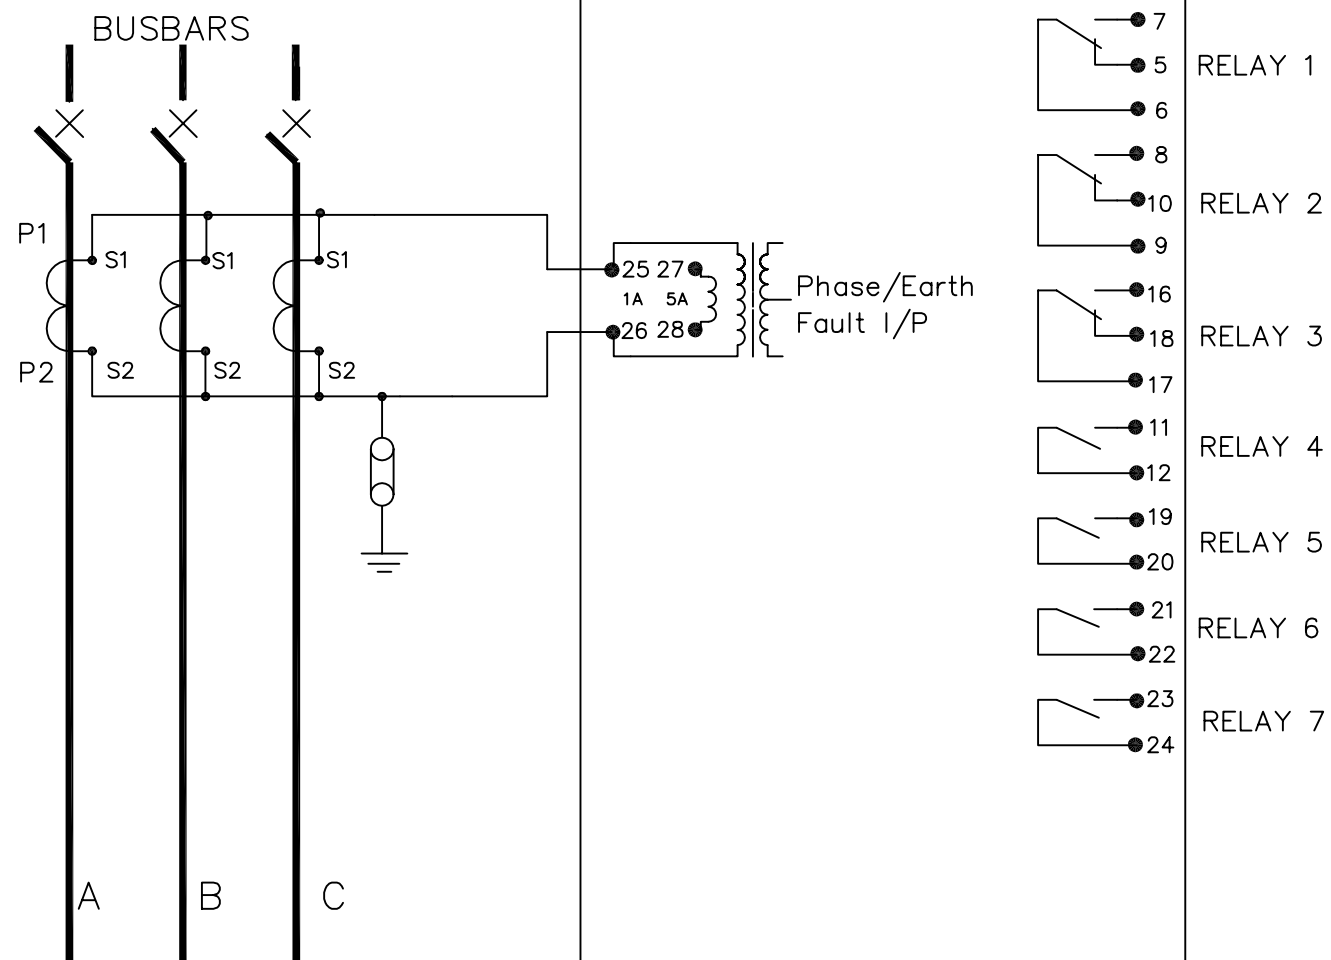 BUSBARS
P1
S1
S1
S1
P2
S2
S2
S2
A
B
C
25 27
1A 5A
26 28
Phase/Earth
Fault I/P
7
5
6
RELAY 1
8
10
9
RELAY 2
16
18
17
RELAY 3
11
12
RELAY 4
19
20
RELAY 5
21
22
RELAY 6
23
24
RELAY 7